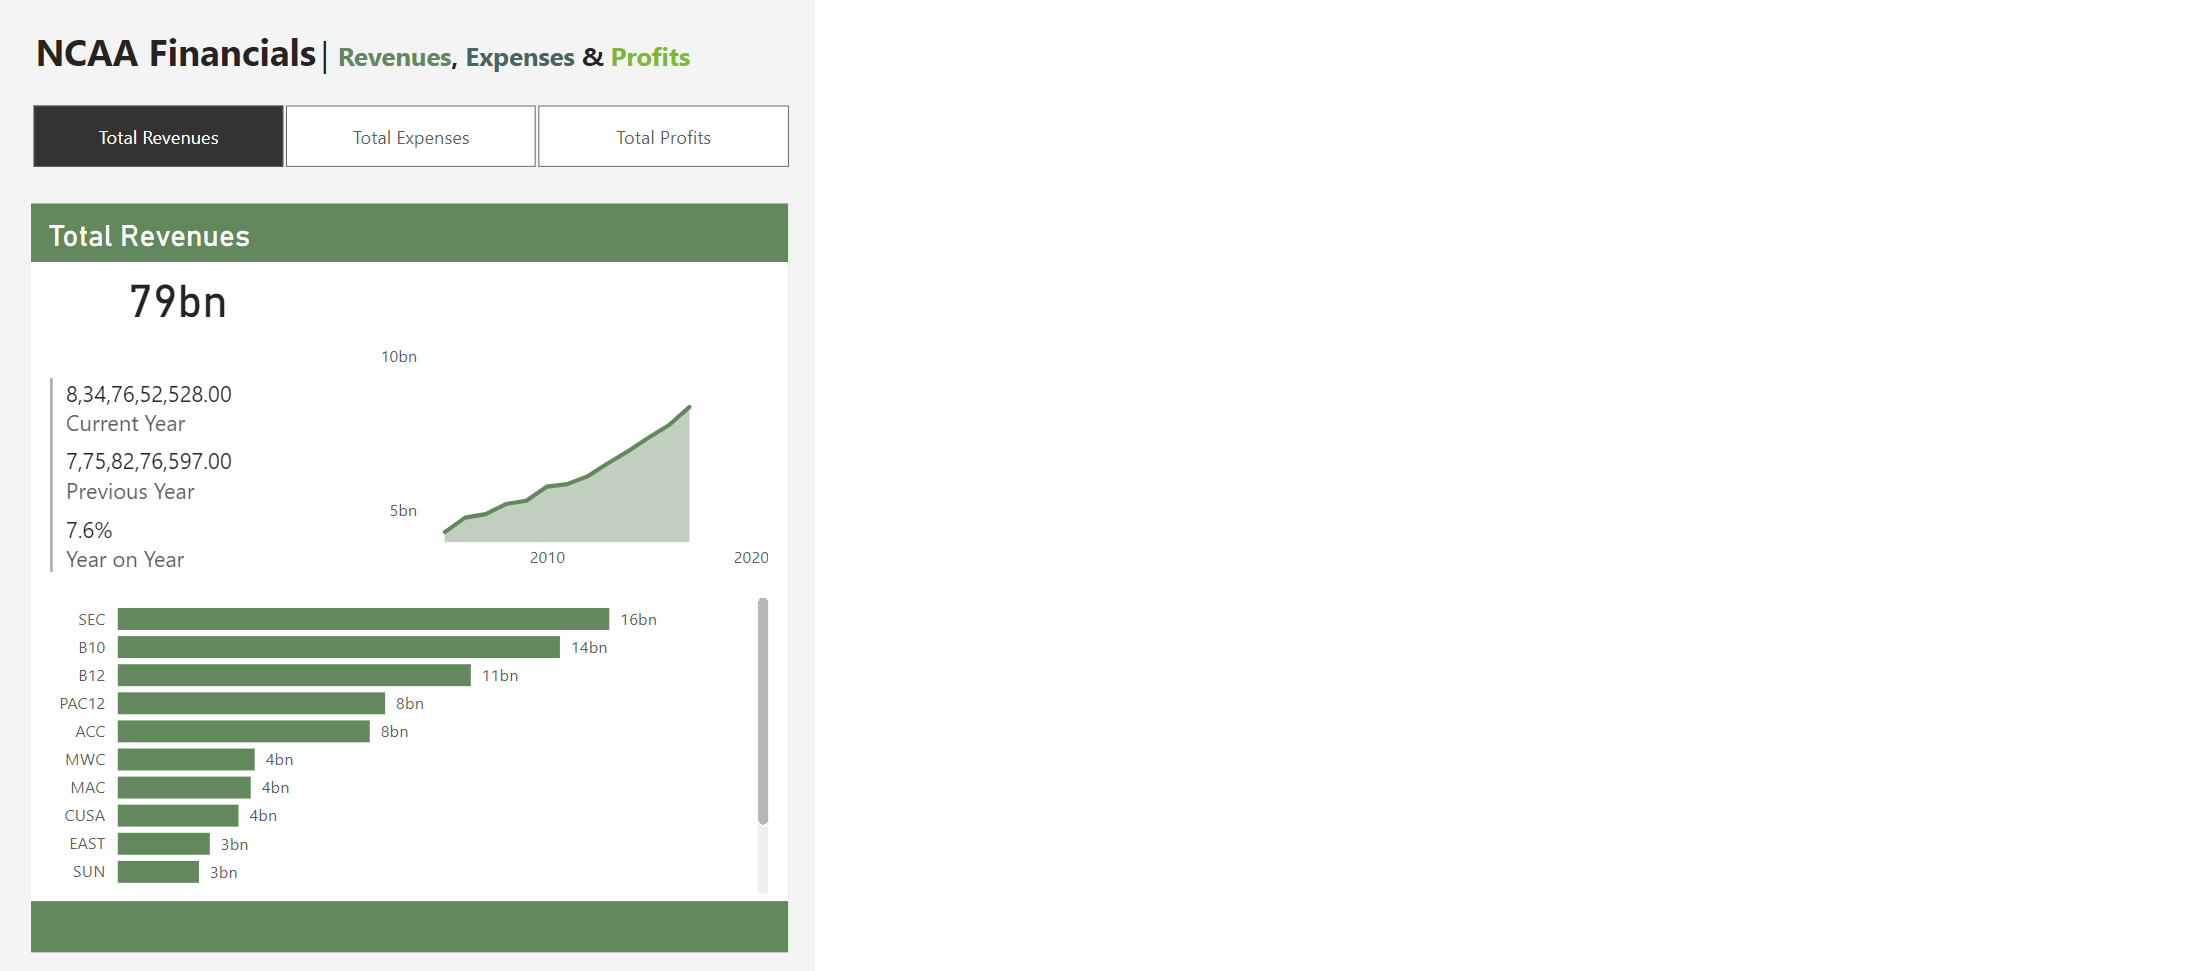 NCAA Financials| Revenues, Expenses & Profits
Total Revenues
Total Expenses
Total Profits
Total Revenues
79bn
8,34,76,52,528.00
Current Year
7,75,82,76,597.00
Previous Year
7.6%
Year on Year
10bn
5bn
2010
2020
SEC 16bn
B10 14bn
B12 11bn
PAC12 8bn
ACC 8bn
MWC 4bn
MAC 4bn
CUSA 4bn
EAST 3bn
SUN 3bn